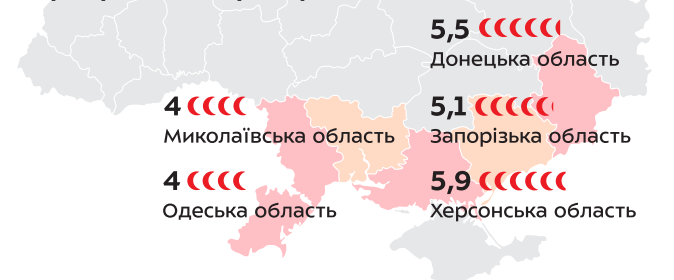 5,5
Донецька область
4
Миколаївська область
5,1
Запорізька область
4
Одеська область
5,9
Херсонська область